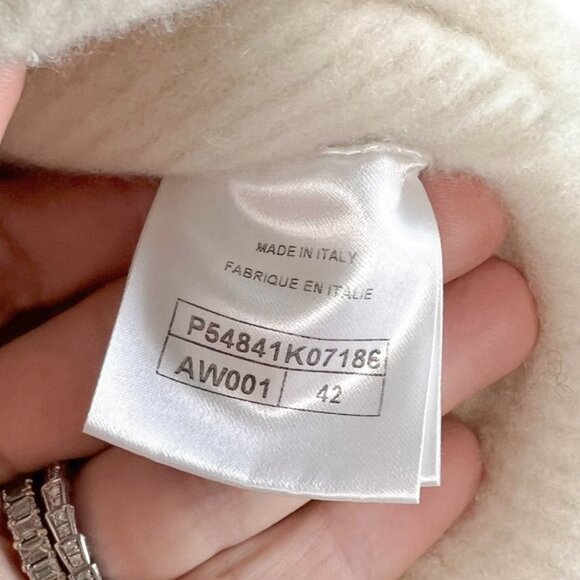 MADE IN ITALY
FABRIQUE EN ITALIE
P54841K07186
AW001 42